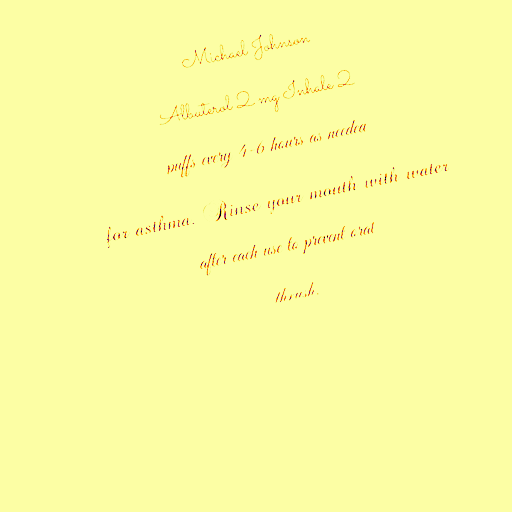 Michael Johnson
Albuterol 2 mg Inhale 2
puffs every 4-6 hours as needed
for asthma. Rinse your mouth with water
after each use to prevent oral
thrush.